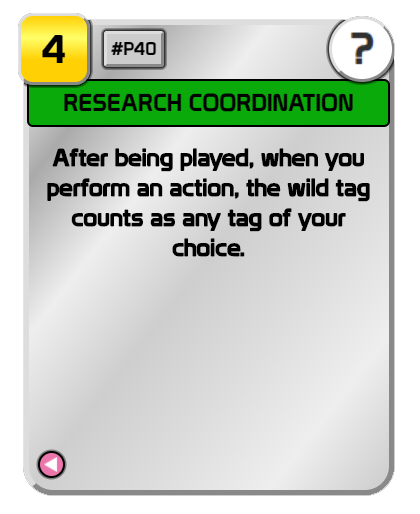 4
#P40
?
RESEARCH COORDINATION
After being played, when you
perform an action, the wild tag
counts as any tag of your
choice.